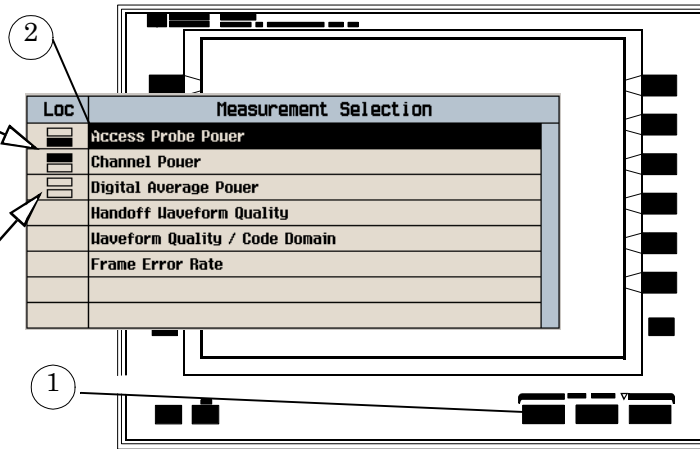 2
Loc Measurement Selection
Access Probe Power
Channel Power
Digital Average Power
Handoff Waveform Quality
Waveform Quality / Code Domain
Frame Error Rate
1